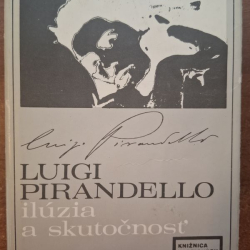 Luigi Pirandello
LUIGI
PIRANDELLO
ilúzia
a skutočnosť
KNIŽNICA